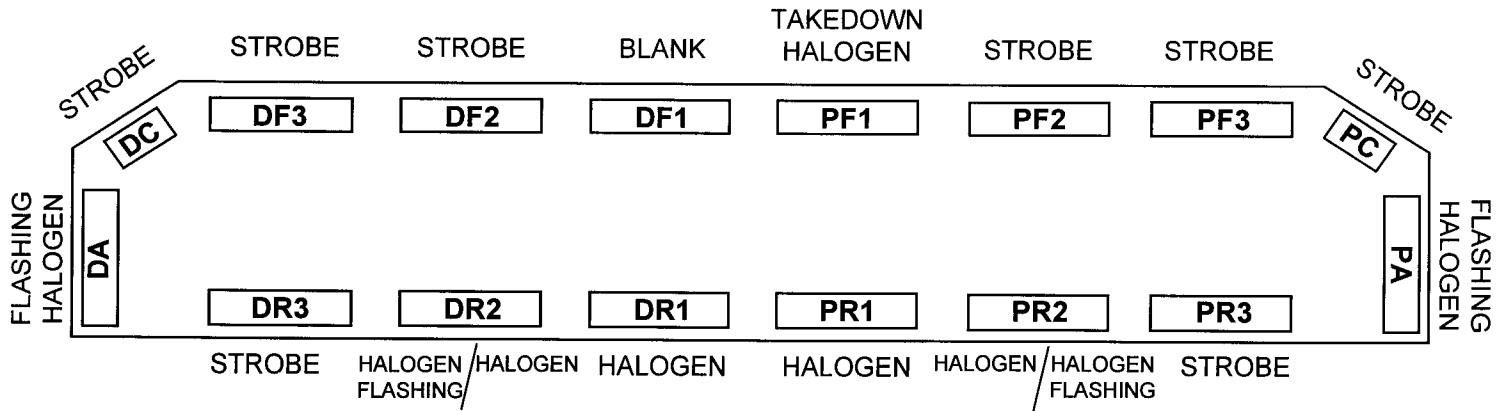 TAKEDOWN
STROBE STROBE BLANK HALOGEN STROBE STROBE
STROBE STROBE
DF3 DF2 DF1 PF1 PF2 PF3
DC PC
FLASHING
HALOGEN
DA PA
FLASHING
HALOGEN
DR3 DR2 DR1 PR1 PR2 PR3
STROBE HALOGEN / HALOGEN HALOGEN HALOGEN HALOGEN / HALOGEN STROBE
FLASHING FLASHING